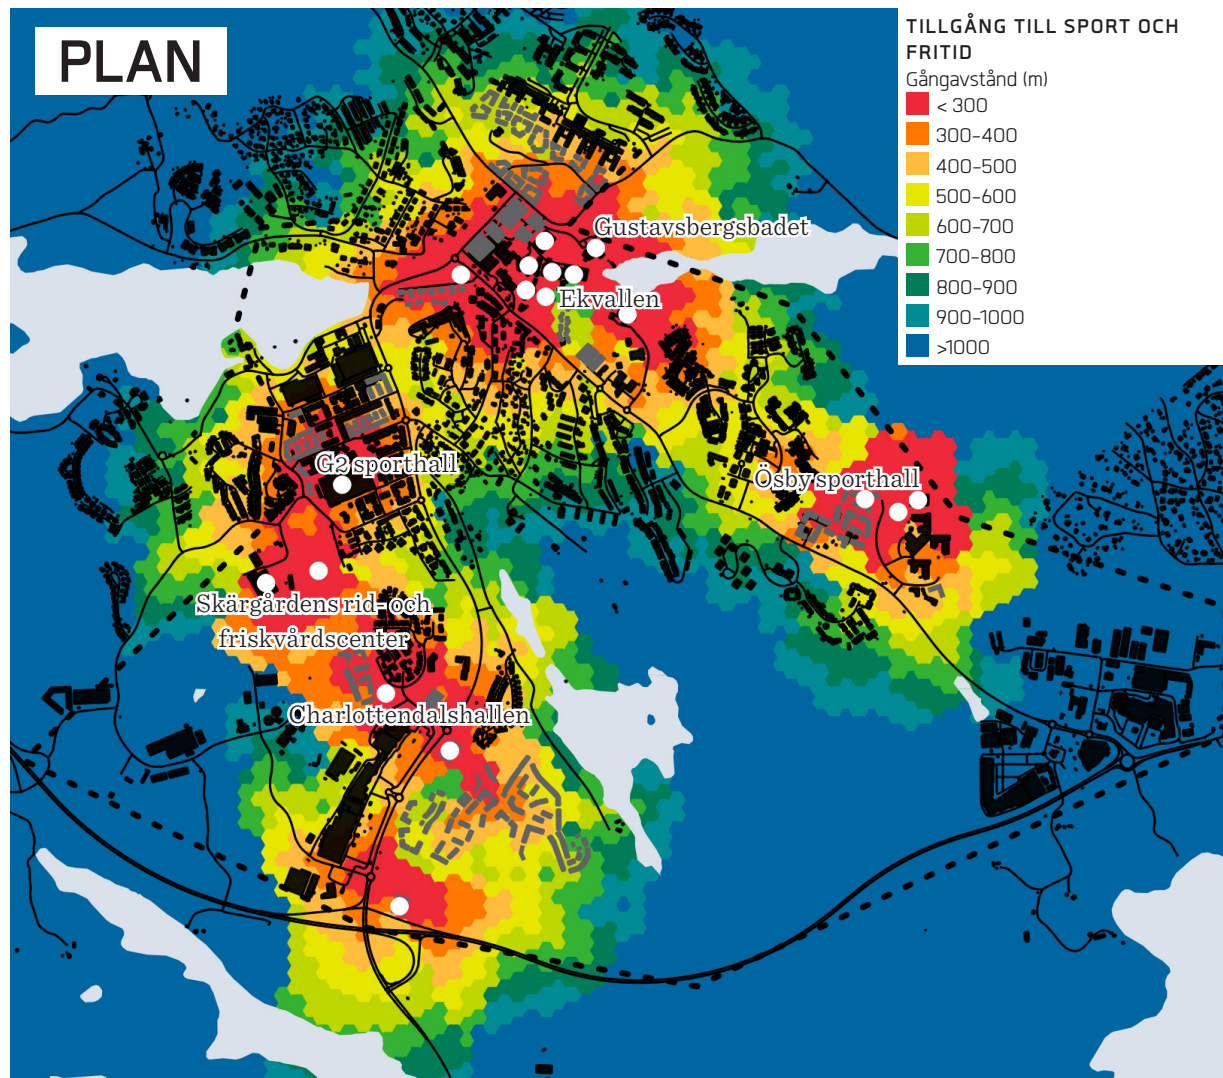 PLAN
TILLGÅNG TILL SPORT OCH
FRITID
Gångavstånd (m)
< 300
300-400
400-500
500-600
600-700
700-800
800-900
900-1000
>1000
Gustavsbergsbadet
Ekvallen
G2 sporthall
Ösby sporthall
Skärgårdens rid- och
friskvårdscenter
Charlottendalshallen